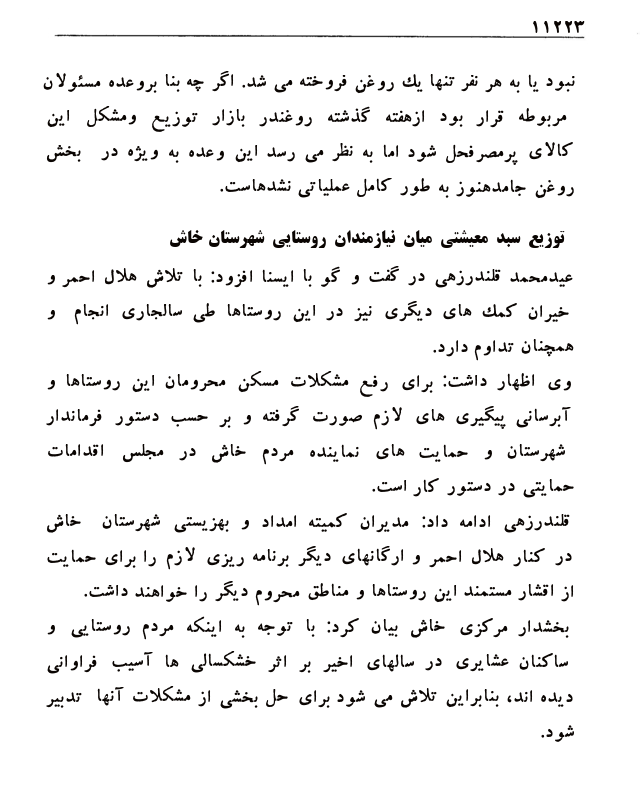 ۱۱۲۲۳
نبود یا به هر نفر تنها یك روغن فروخته می شد. اگر چه بنا بروعده مسئولان
مربوطه قرار بود ازهفته گذشته روغندر بازار توزیع ومشکل این
کالای پرمصرفحل شود اما به نظر می رسد این وعده به ویژه در بخش
روغن جامدهنوز به طور کامل عملیاتی نشدهاست.
توزیع سبد معیشتی میان نیازمندان روستایی شهرستان خاش
عیدمحمد قلندرزهی در گفت و گو با ایسنا افزود: با تلاش هلال احمر و
خیران کمك های دیگری نیز در این روستاها طی سالجاری انجام و
همچنان تداوم دارد.
وی اظهار داشت: برای رفع مشکلات مسکن محرومان این روستاها و
آبرسانی پیگیری های لازم صورت گرفته و بر حسب دستور فرماندار
شهرستان و حمایت های نماینده مردم خاش در مجلس اقدامات
حمایتی در دستور کار است.
قلندرزهی ادامه داد: مدیران کمیته امداد و بهزیستی شهرستان خاش
در کنار هلال احمر و ارگانهای دیگر برنامه ریزی لازم را برای حمایت
از اقشار مستمند این روستاها و مناطق محروم دیگر را خواهند داشت.
بخشدار مرکزی خاش بیان کرد: با توجه به اینکه مردم روستایی و
ساکنان عشایری در سالهای اخیر بر اثر خشکسالی ها آسیب فراوانی
دیده اند، بنابراین تلاش می شود برای حل بخشی از مشکلات آنها تدبیر
شود.